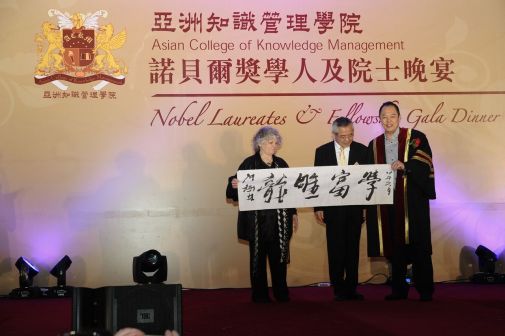 亞洲知識管理學院
Asian College of Knowledge Management
諾貝爾獎學人及院士晚宴
Nobel Laureates & Fellows Gala Dinner
亞洲知識管理學院
學富龍
JBL